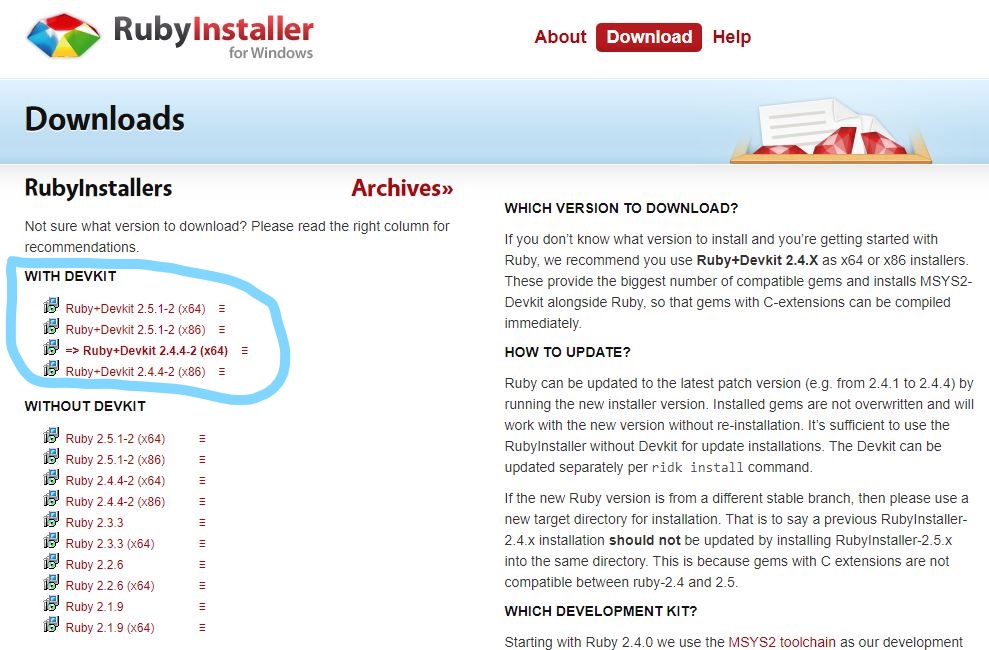 RubyInstaller
for Windows
About Download Help
Downloads
RubyInstallers Archives»
Not sure what version to download? Please read the right column for
recommendations.
WITH DEVKIT
Ruby+Devkit 2.5.1-2 (x64) ≡
Ruby+Devkit 2.5.1-2 (x86) ≡
=> Ruby+Devkit 2.4.4-2 (x64) ≡
Ruby+Devkit 2.4.4-2 (x86) ≡
WITHOUT DEVKIT
Ruby 2.5.1-2 (x64) ≡
Ruby 2.5.1-2 (x86) ≡
Ruby 2.4.4-2 (x64) ≡
Ruby 2.4.4-2 (x86) ≡
Ruby 2.3.3 ≡
Ruby 2.3.3 (x64) ≡
Ruby 2.2.6 ≡
Ruby 2.2.6 (x64) ≡
Ruby 2.1.9 ≡
Ruby 2.1.9 (x64) ≡
WHICH VERSION TO DOWNLOAD?
If you don’t know what version to install and you’re getting started with
Ruby, we recommend you use Ruby+Devkit 2.4.X as x64 or x86 installers.
These provide the biggest number of compatible gems and installs MSYS2-
Devkit alongside Ruby, so that gems with C-extensions can be compiled
immediately.
HOW TO UPDATE?
Ruby can be updated to the latest patch version (e.g. from 2.4.1 to 2.4.4) by
running the new installer version. Installed gems are not overwritten and will
work with the new version without re-installation. It’s sufficient to use the
RubyInstaller without Devkit for update installations. The Devkit can be
updated separately per ridk install command.
If the new Ruby version is from a different stable branch, then please use a
new target directory for installation. That is to say a previous RubyInstaller-
2.4.x installation should not be updated by installing RubyInstaller-2.5.x
into the same directory. This is because gems with C extensions are not
compatible between ruby-2.4 and 2.5.
WHICH DEVELOPMENT KIT?
Starting with Ruby 2.4.0 we use the MSYS2 toolchain as our development